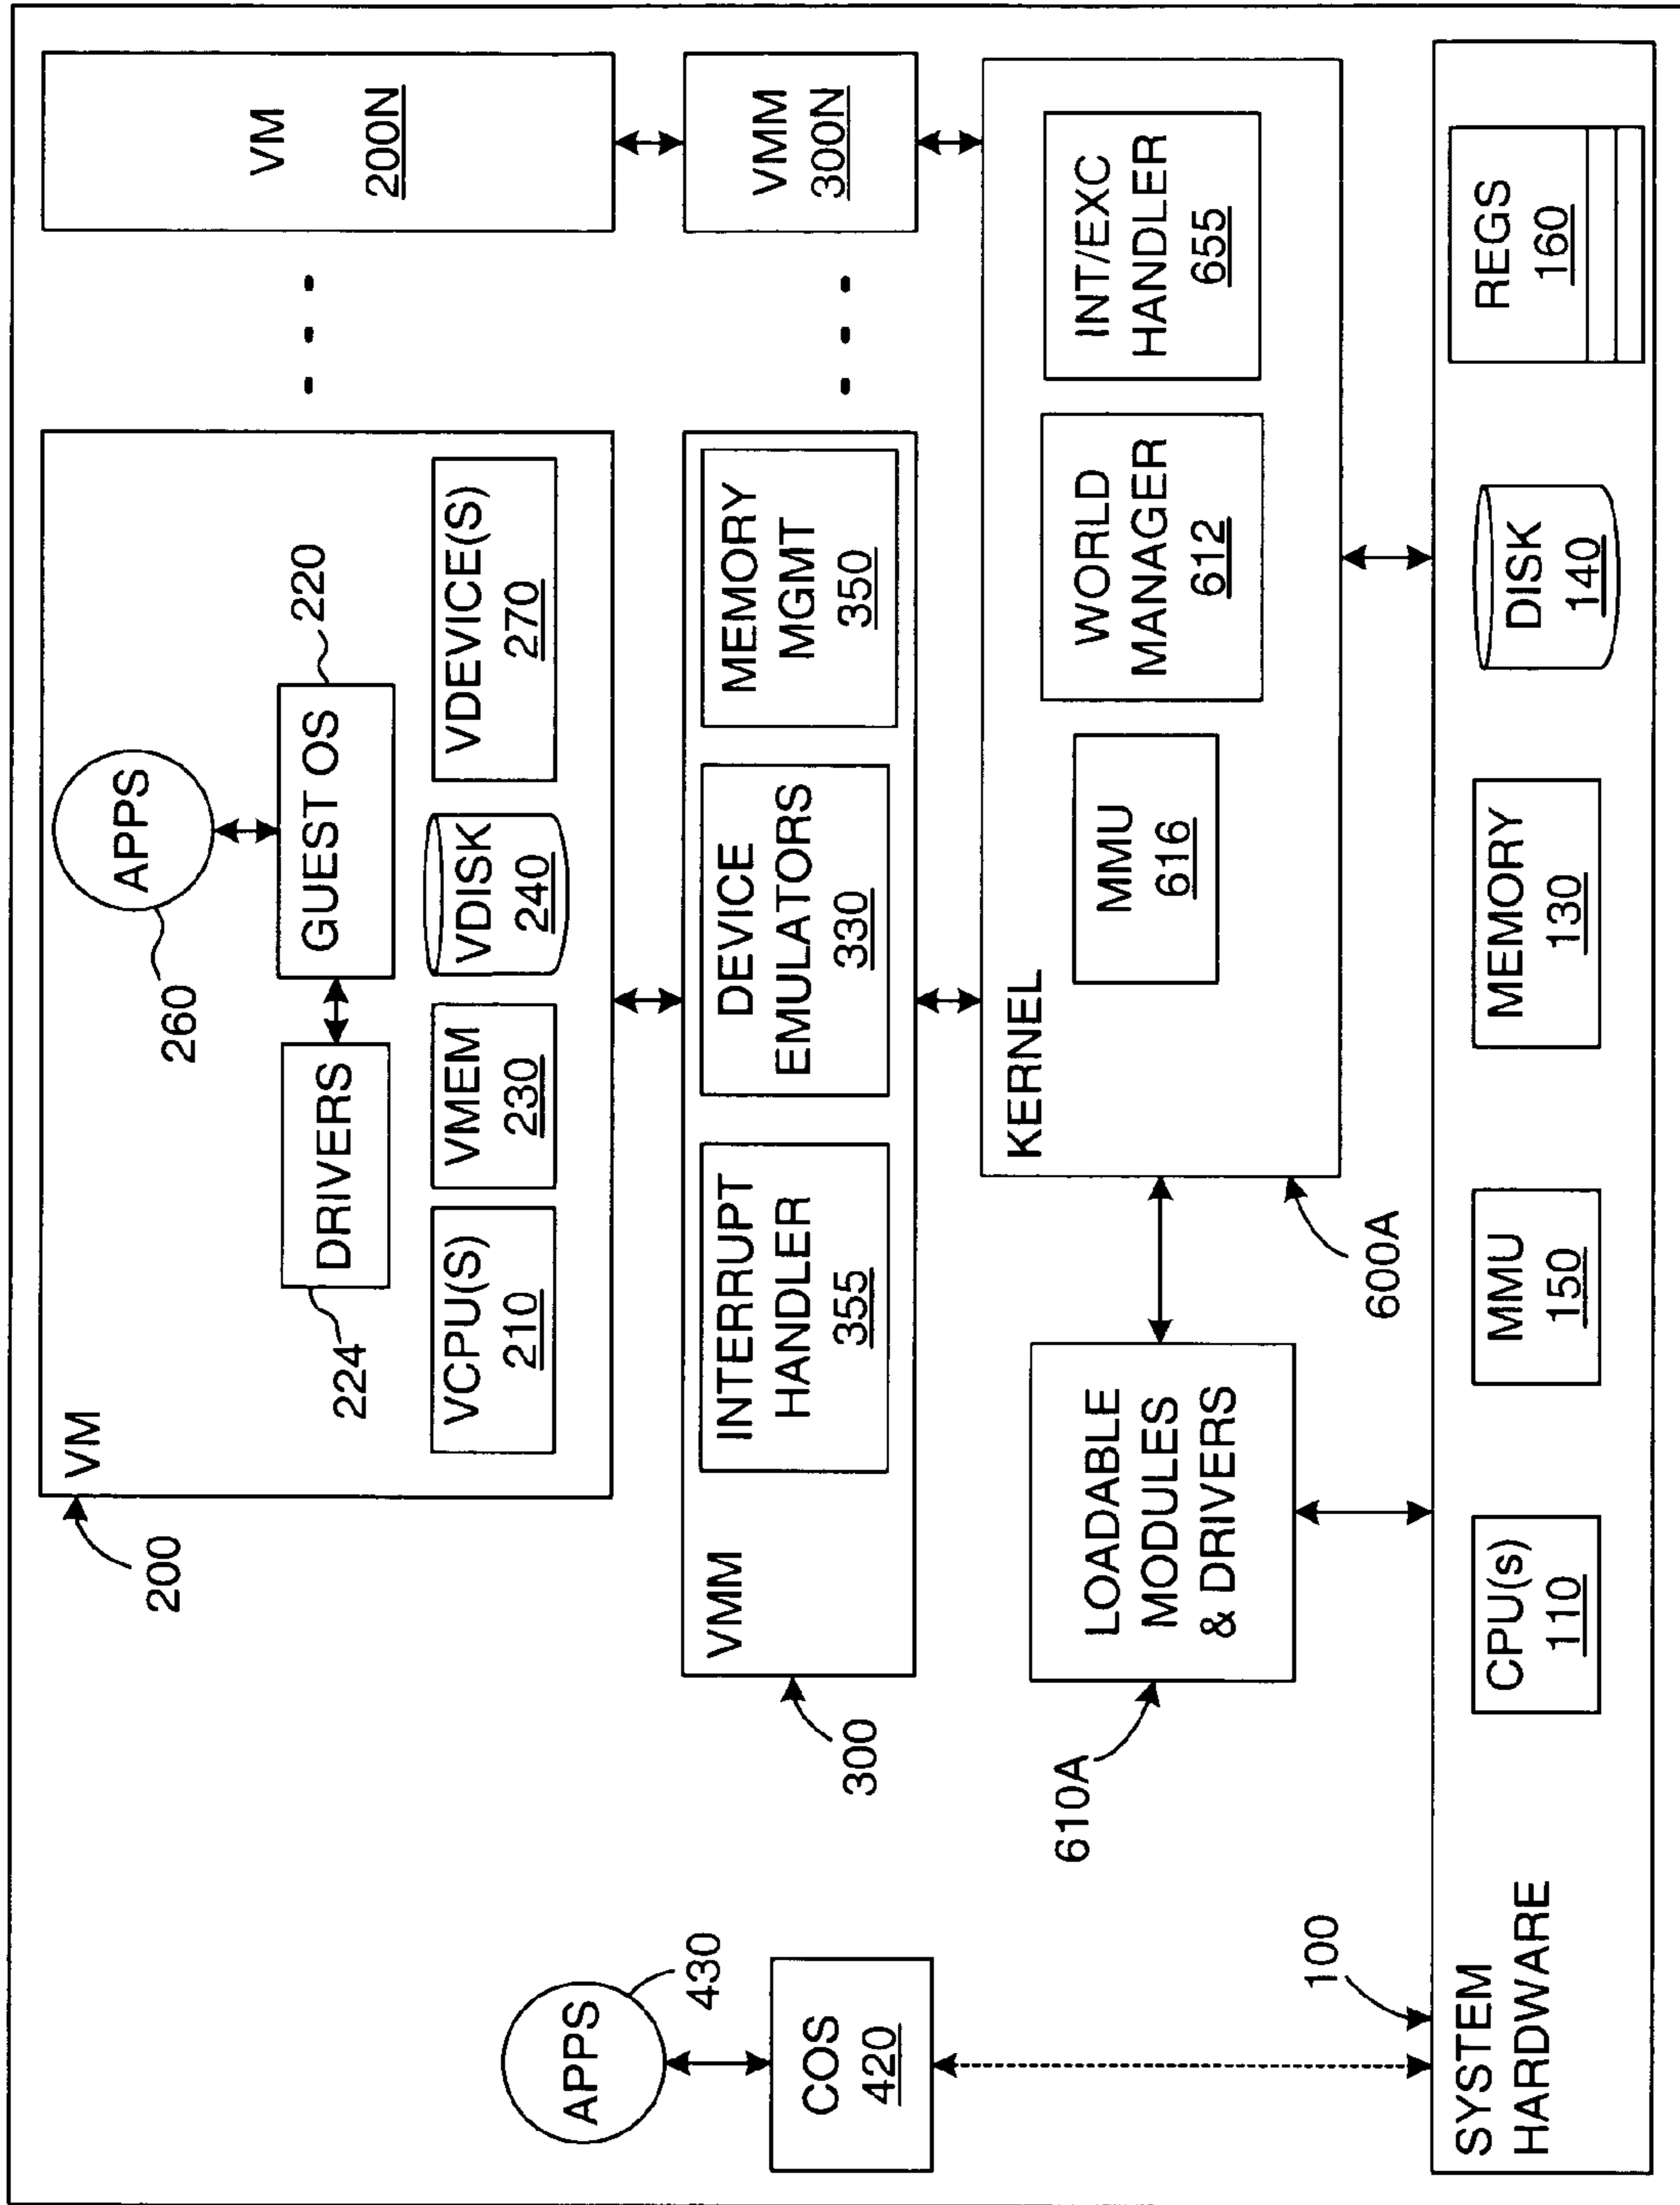 VM
200
APPS
260
GUEST OS
220
DRIVERS
224
VCPU(S)
210
VMEM
230
VDISK
240
VDEVICE(S)
270
VM
200N
VMM
300
INTERRUPT
HANDLER
355
DEVICE
EMULATORS
330
MEMORY
MGMT
350
VMM
300N
APPS
430
COS
420
LOADABLE
MODULES
& DRIVERS
610A
KERNEL
600A
MMU
616
WORLD
MANAGER
612
INT/EXC
HANDLER
655
SYSTEM
HARDWARE
100
CPU(s)
110
MMU
150
MEMORY
130
DISK
140
REGS
160